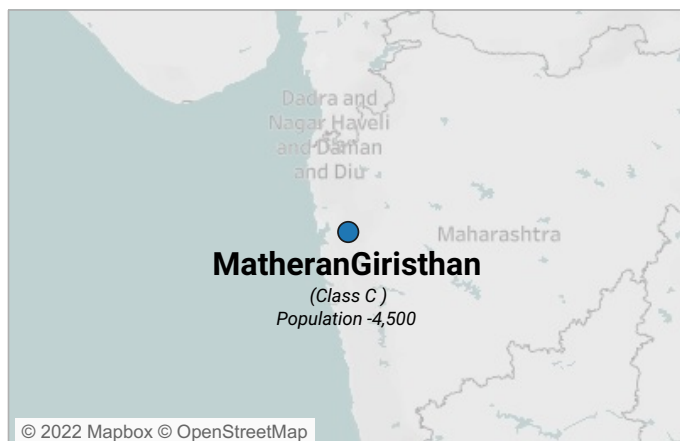 Dadra and
Nagar Haveli
and Daman
and Diu
Maharashtra
MatheranGiristhan
(Class C )
Population -4,500
© 2022 Mapbox © OpenStreetMap